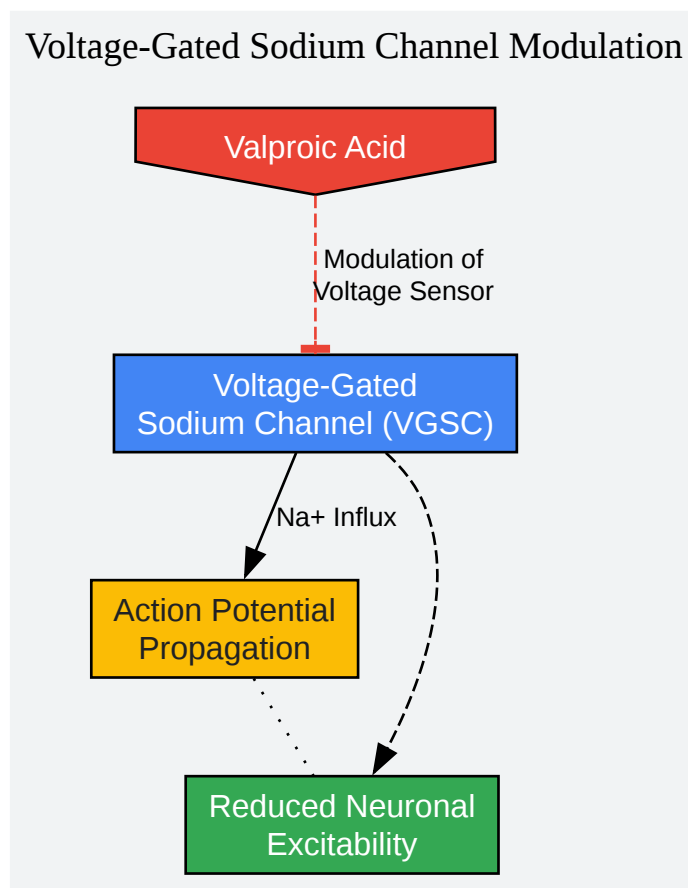 Voltage-Gated Sodium Channel Modulation
Valproic Acid
Modulation of
Voltage Sensor
Voltage-Gated
Sodium Channel (VGSC)
Na+ Influx
Action Potential
Propagation
Reduced Neuronal
Excitability